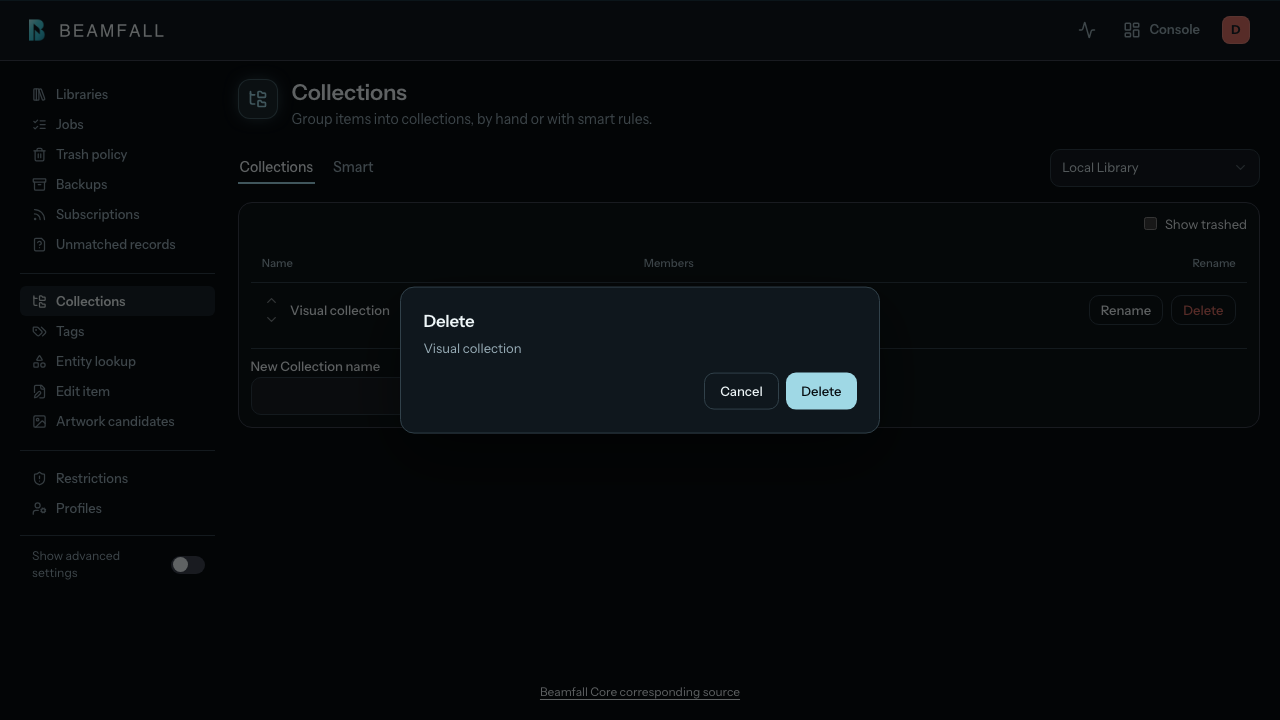 BEAMFALL
Console
D
Libraries
Jobs
Trash policy
Backups
Subscriptions
Unmatched records
Collections
Tags
Entity lookup
Edit item
Artwork candidates
Restrictions
Profiles
Show advanced
settings
Collections
Group items into collections, by hand or with smart rules.
Collections
Smart
Local Library
Show trashed
Name
Members
Rename
Visual collection
Rename
Delete
New Collection name
Delete
Visual collection
Cancel
Delete
Beamfall Core corresponding source